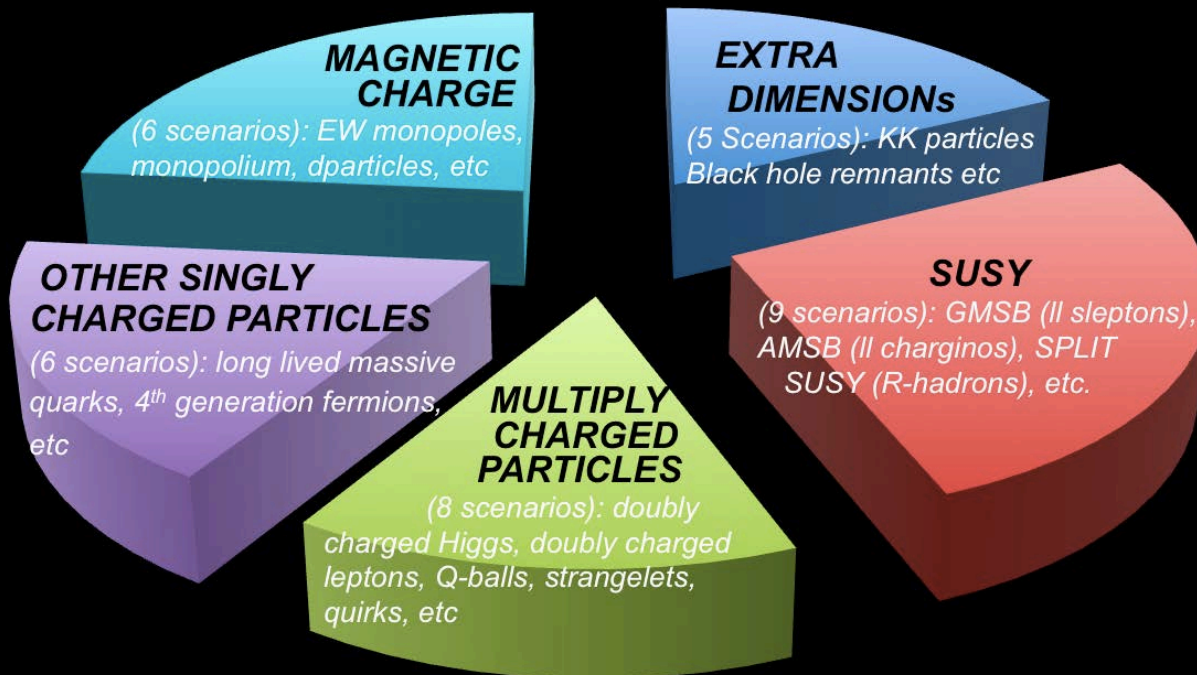 MAGNETIC
CHARGE
(6 scenarios): EW monopoles,
monopolium, dparticles, etc
EXTRA
DIMENSIONs
(5 Scenarios): KK particles
Black hole remnants etc
OTHER SINGLY
CHARGED PARTICLES
(6 scenarios): long lived massive
quarks, 4th generation fermions,
etc
SUSY
(9 scenarios): GMSB (ll sleptons),
AMSB (ll charginos), SPLIT
SUSY (R-hadrons), etc.
MULTIPLY
CHARGED
PARTICLES
(8 scenarios): doubly
charged Higgs, doubly charged
leptons, Q-balls, strangelets,
quirks, etc